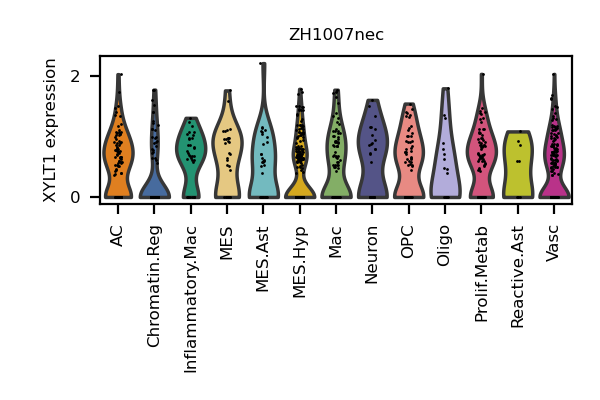 ZH1007nec
XYLT1 expression
2
0
AC
Chromatin.Reg
Inflammatory.Mac
MES
MES.Ast
MES.Hyp
Mac
Neuron
OPC
Oligo
Prolif.Metab
Reactive.Ast
Vasc